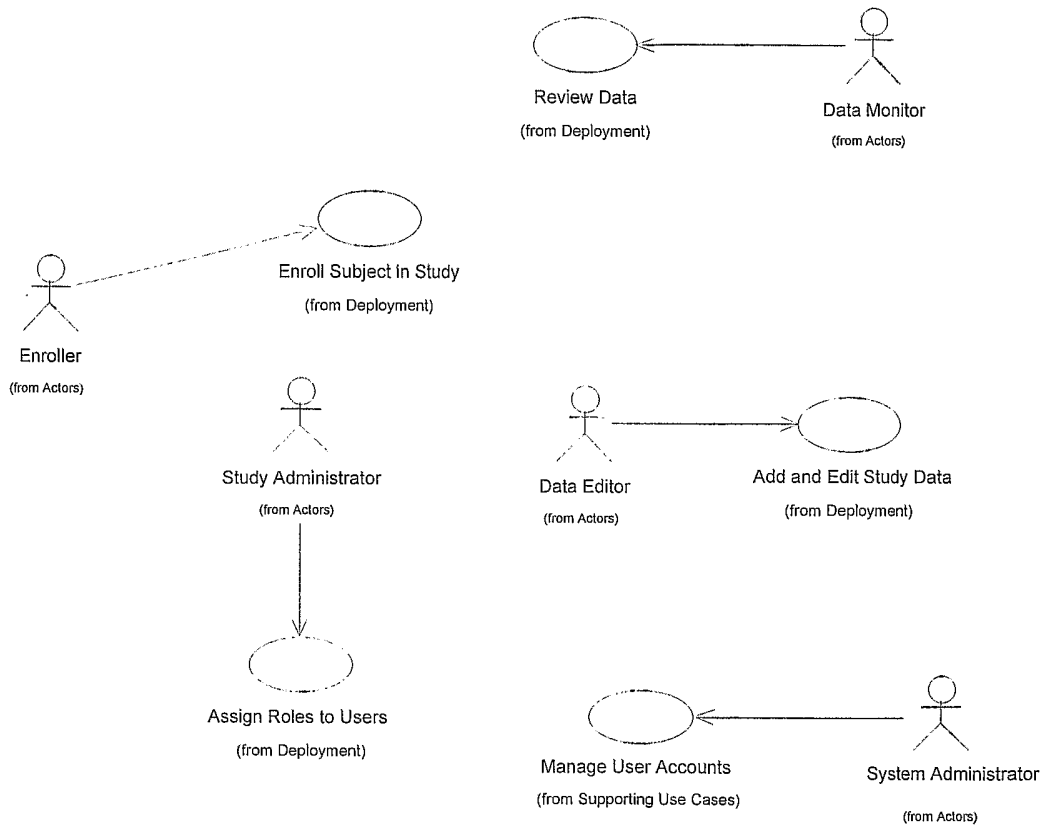 Review Data
(from Deployment)
Data Monitor
(from Actors)
Enroll Subject in Study
(from Deployment)
Enroller
(from Actors)
Study Administrator
(from Actors)
Data Editor
(from Actors)
Add and Edit Study Data
(from Deployment)
Assign Roles to Users
(from Deployment)
Manage User Accounts
(from Supporting Use Cases)
System Administrator
(from Actors)